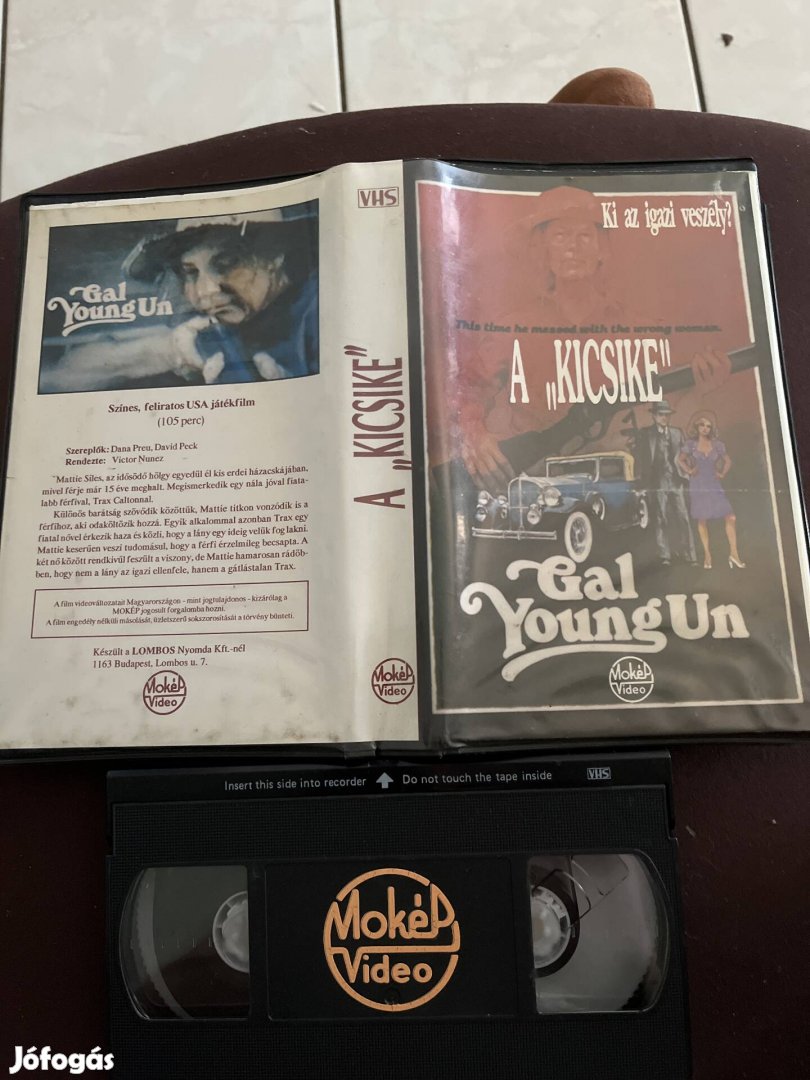 Gal
Young Un
Színes, feliratos USA játékfilm
(105 perc)
Szereplők: Dana Preu, David Peck
Rendezte: Victor Nunez
Mattie Siles, az idősödő hölgy egyedül él kis erdei házacskájában,
mivel férje már 15 éve meghalt. Megismerkedik egy nála jóval fiata-
labb férfival, Trax Caltonnal.
Különös barátság szövődik közöttük, Mattie titkon vonzódik is a
férfihoz, aki odaköltözik hozzá. Egyik alkalommal azonban Trax egy
fiatal nővel érkezik haza és közli, hogy a lány egy ideig velük fog lakni.
Mattie keserűen veszi tudomásul, hogy a férfi érzelmileg becsapta. A
két nő között rendkívül feszült a viszony, de Mattie hamarosan rádöb-
ben, hogy nem a lány az igazi ellenfele, hanem a gátlástalan Trax.
A film videováltozatait Magyarországon - mint jogtulajdonos - kizárólag a
MOKÉP jogosult forgalomba hozni.
A film engedély nélküli másolását, üzletszerű sokszorosítását a törvény bünteti.
Készült a LOMBOS Nyomda Kft.-nél
1163 Budapest, Lombos u. 7.
Mokép
Video
VHS
A „KICSIKE"
Mokép
Video
Ki az igazi veszély?
This time he messed with the wrong woman.
A „KICSIKE"
Gal
Young Un
Mokép
Video
Insert this side into recorder Do not touch the tape inside VHS
Mokép
Video
Jófogás